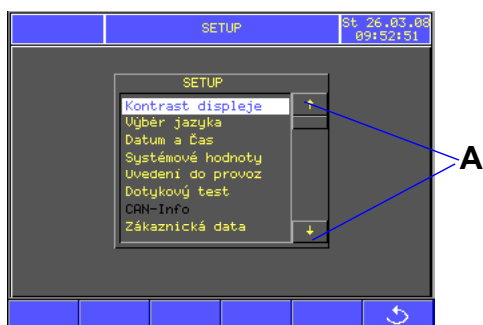 SETUP
St 26.03.08
09:52:51
SETUP
Kontrast displeje
Výběr jazyka
Datum a Čas
Systémové hodnoty
Uvedení do provoz
Dotykový test
CAN-Info
Zákaznická data
A